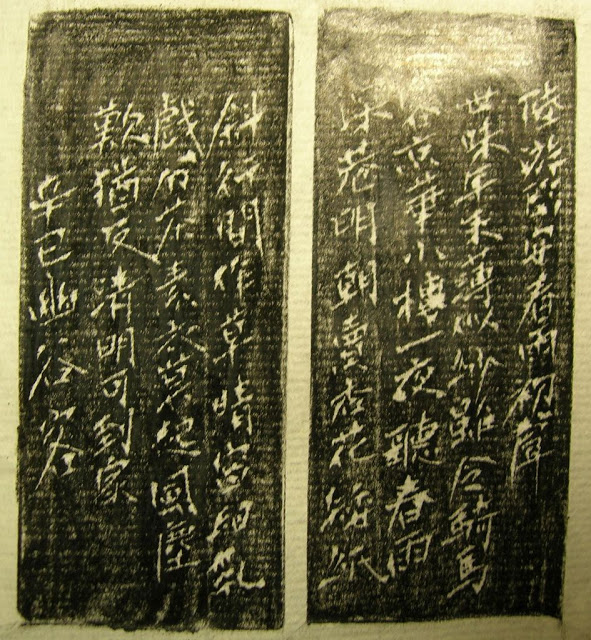 陸游臨安春雨初霽
世味年來薄似紗誰令騎馬
客京華小樓一夜聽春雨
深巷明朝賣杏花矮紙
斜行閒作草晴窗細乳
戲分茶素衣莫起風塵
歎猶及清明可到家
辛巳幽谷